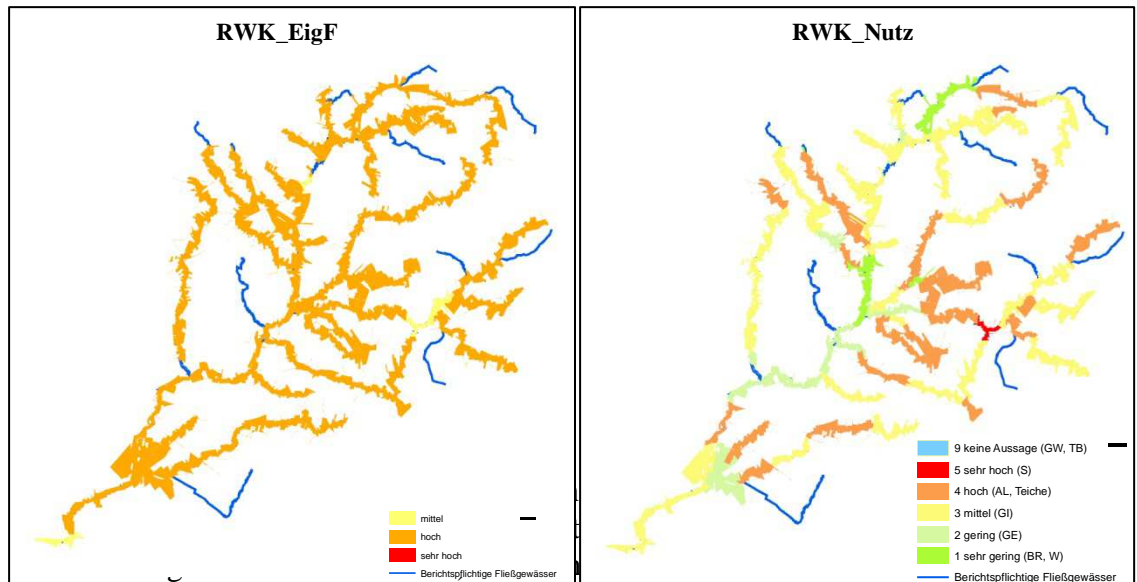 RWK_EigF
mittel
hoch
sehr hoch
Berichtspflichtige Fließgewässer
RWK_Nutz
9 keine Aussage (GW, TB)
5 sehr hoch (S)
4 hoch (AL, Teiche)
3 mittel (GI)
2 gering (GE)
1 sehr gering (BR, W)
Berichtspflichtige Fließgewässer